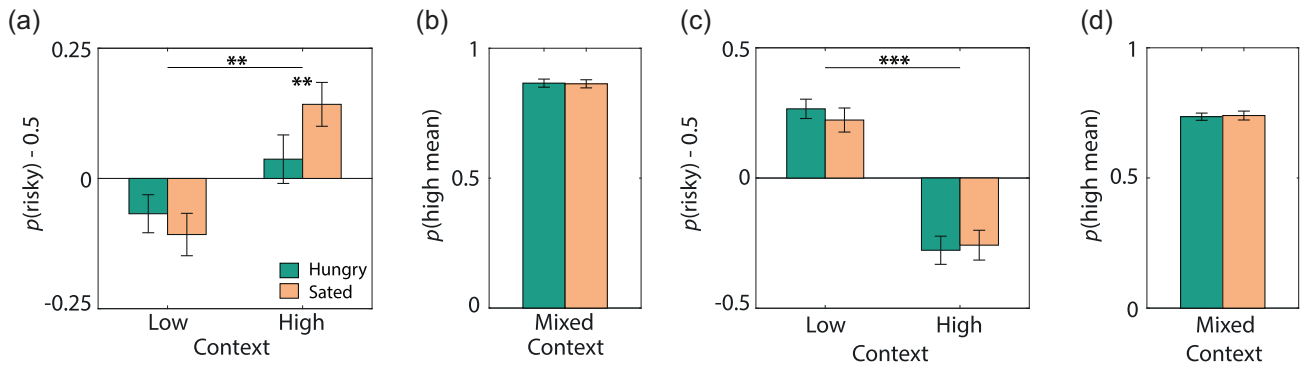 (a)
0.25
0
-0.25
p(risky) - 0.5
**
**
Hungry
Sated
Low High
Context
(b)
1
0.5
0
p(high mean)
Mixed
Context
(c)
0.5
0
-0.5
p(risky) - 0.5
***
Low High
Context
(d)
1
0.5
0
p(high mean)
Mixed
Context